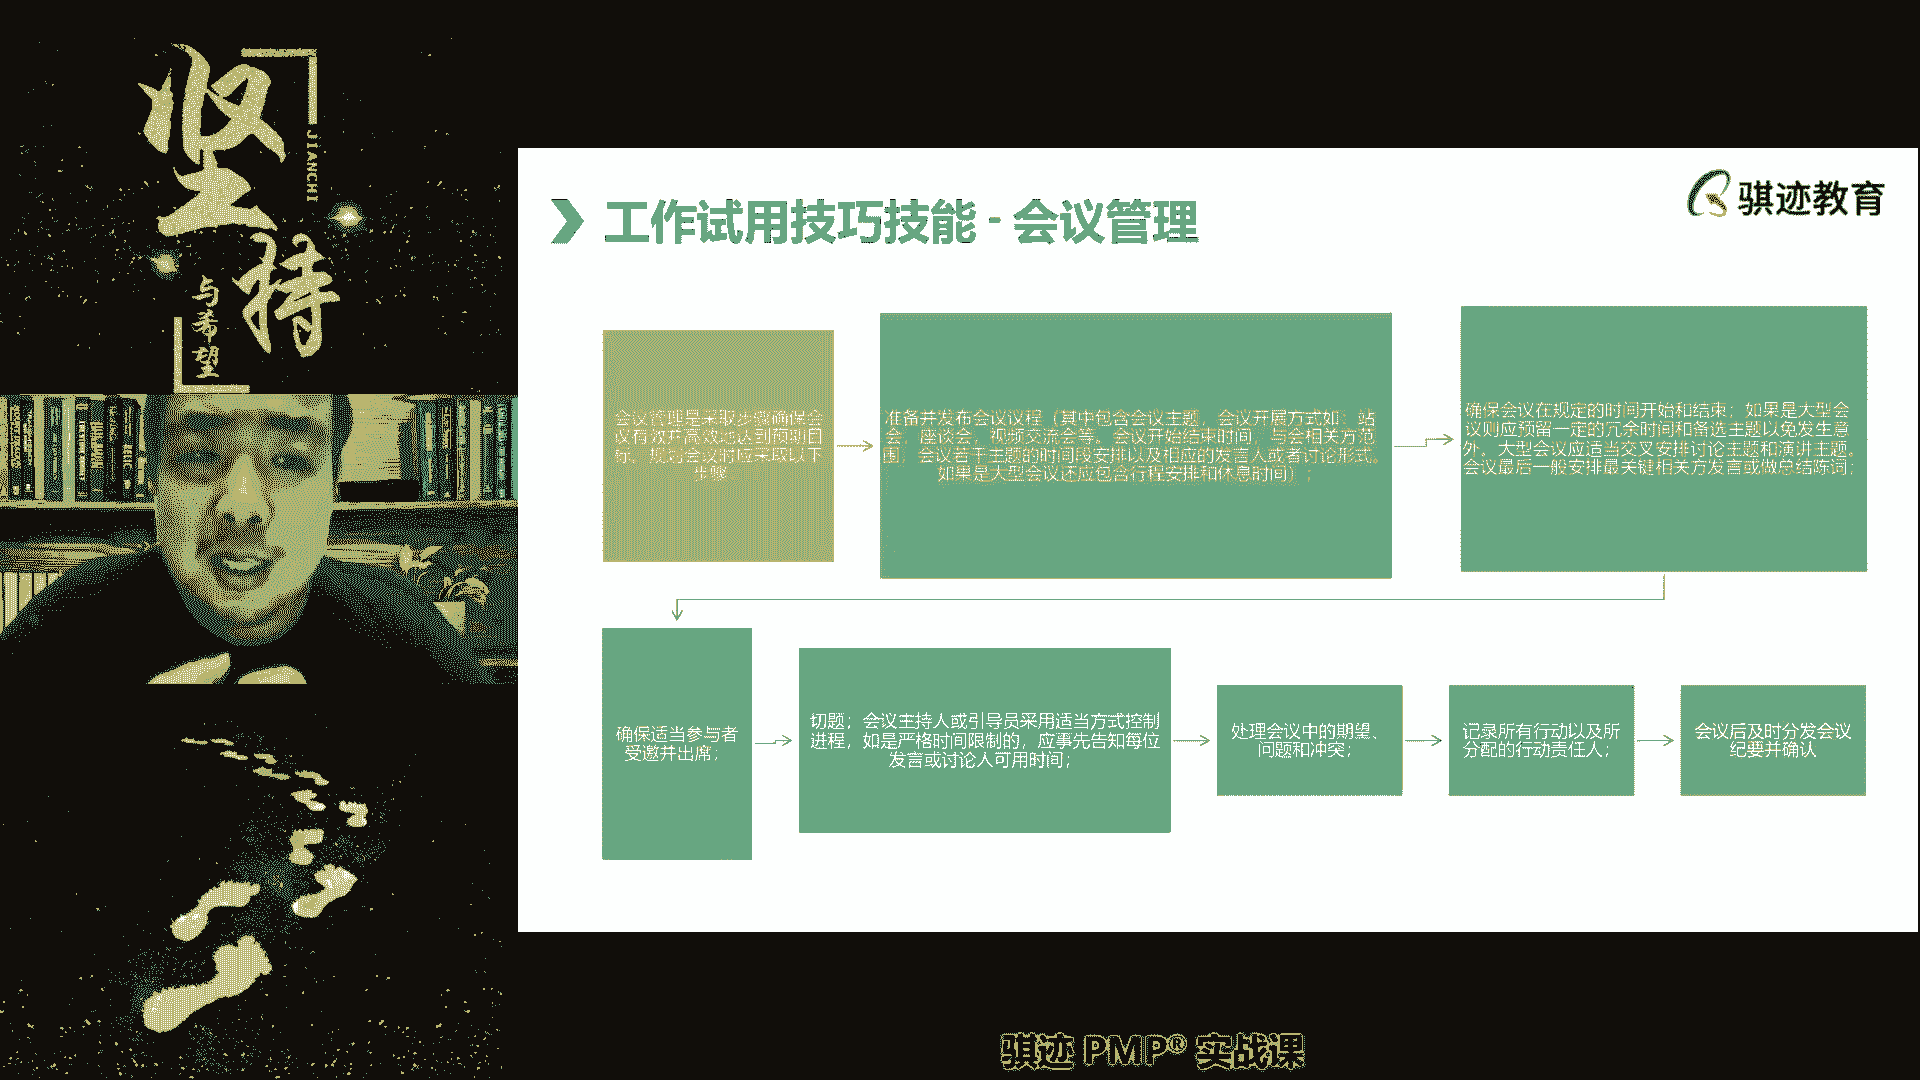 坚持
JIANCHI
与希望
骐迹教育
工作试用技巧技能 - 会议管理
会议管理是采取步骤确保会
议有效并高效地达到预期目
标。规划会议时应采取以下
步骤:
准备并发布会议议程（其中包含会议主题，会议开展方式如：站
会，座谈会，视频交流会等。会议开始结束时间，与会相关方范
围，会议若干主题的时间段安排以及相应的发言人或者讨论形式。
如果是大型会议还应包含行程安排和休息时间）；
确保会议在规定的时间开始和结束；如果是大型会
议则应预留一定的冗余时间和备选主题以免发生意
外。大型会议应适当交叉安排讨论主题和演讲主题。
会议最后一般安排最关键相关方发言或做总结陈词；
确保适当参与者
受邀并出席；
切题；会议主持人或引导员采用适当方式控制
进程，如是严格时间限制的，应事先告知每位
发言或讨论人可用时间；
处理会议中的期望、
问题和冲突；
记录所有行动以及所
分配的行动责任人；
会议后及时分发会议
纪要并确认
骐迹 PMP® 实战课